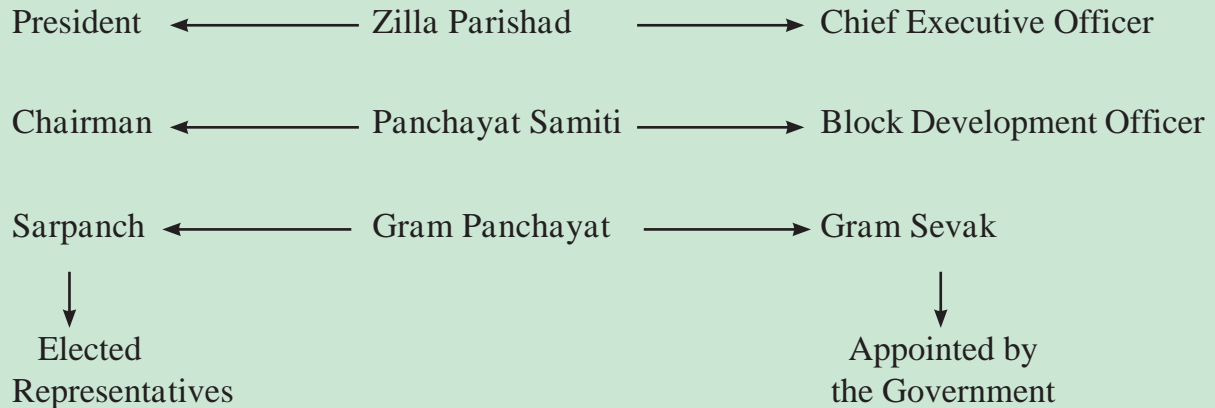 President Zilla Parishad Chief Executive Officer
Chairman Panchayat Samiti Block Development Officer
Sarpanch Gram Panchayat Gram Sevak
Elected Appointed by
Representatives the Government